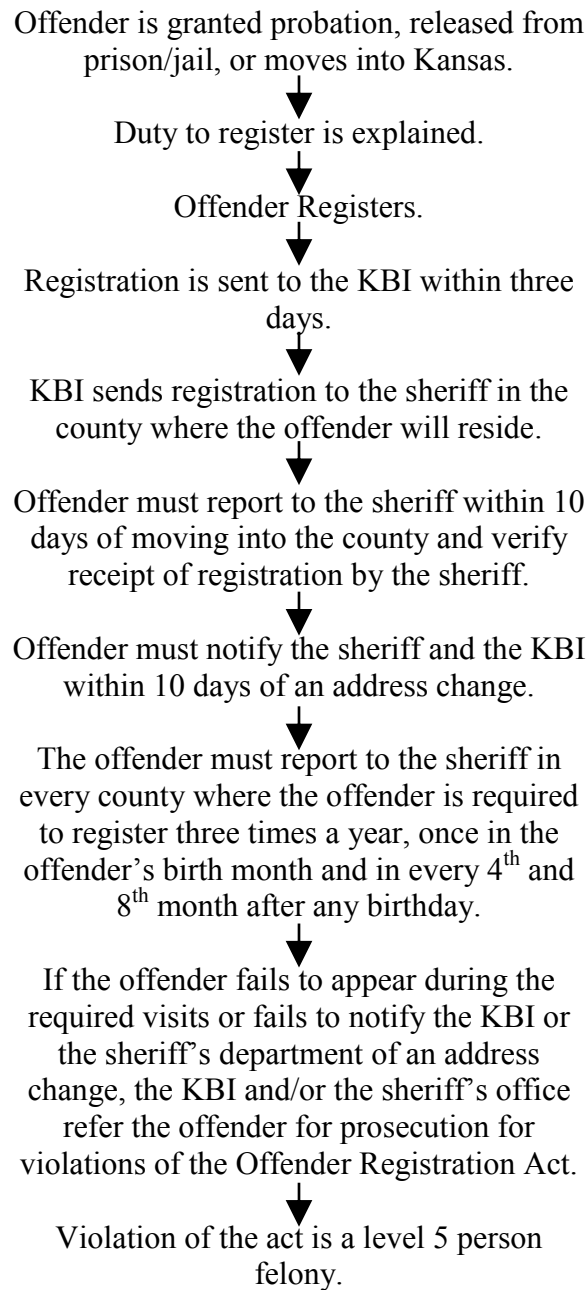 Offender is granted probation, released from
prison/jail, or moves into Kansas.
Duty to register is explained.
Offender Registers.
Registration is sent to the KBI within three
days.
KBI sends registration to the sheriff in the
county where the offender will reside.
Offender must report to the sheriff within 10
days of moving into the county and verify
receipt of registration by the sheriff.
Offender must notify the sheriff and the KBI
within 10 days of an address change.
The offender must report to the sheriff in
every county where the offender is required
to register three times a year, once in the
offender’s birth month and in every 4th and
8th month after any birthday.
If the offender fails to appear during the
required visits or fails to notify the KBI or
the sheriff’s department of an address
change, the KBI and/or the sheriff’s office
refer the offender for prosecution for
violations of the Offender Registration Act.
Violation of the act is a level 5 person
felony.